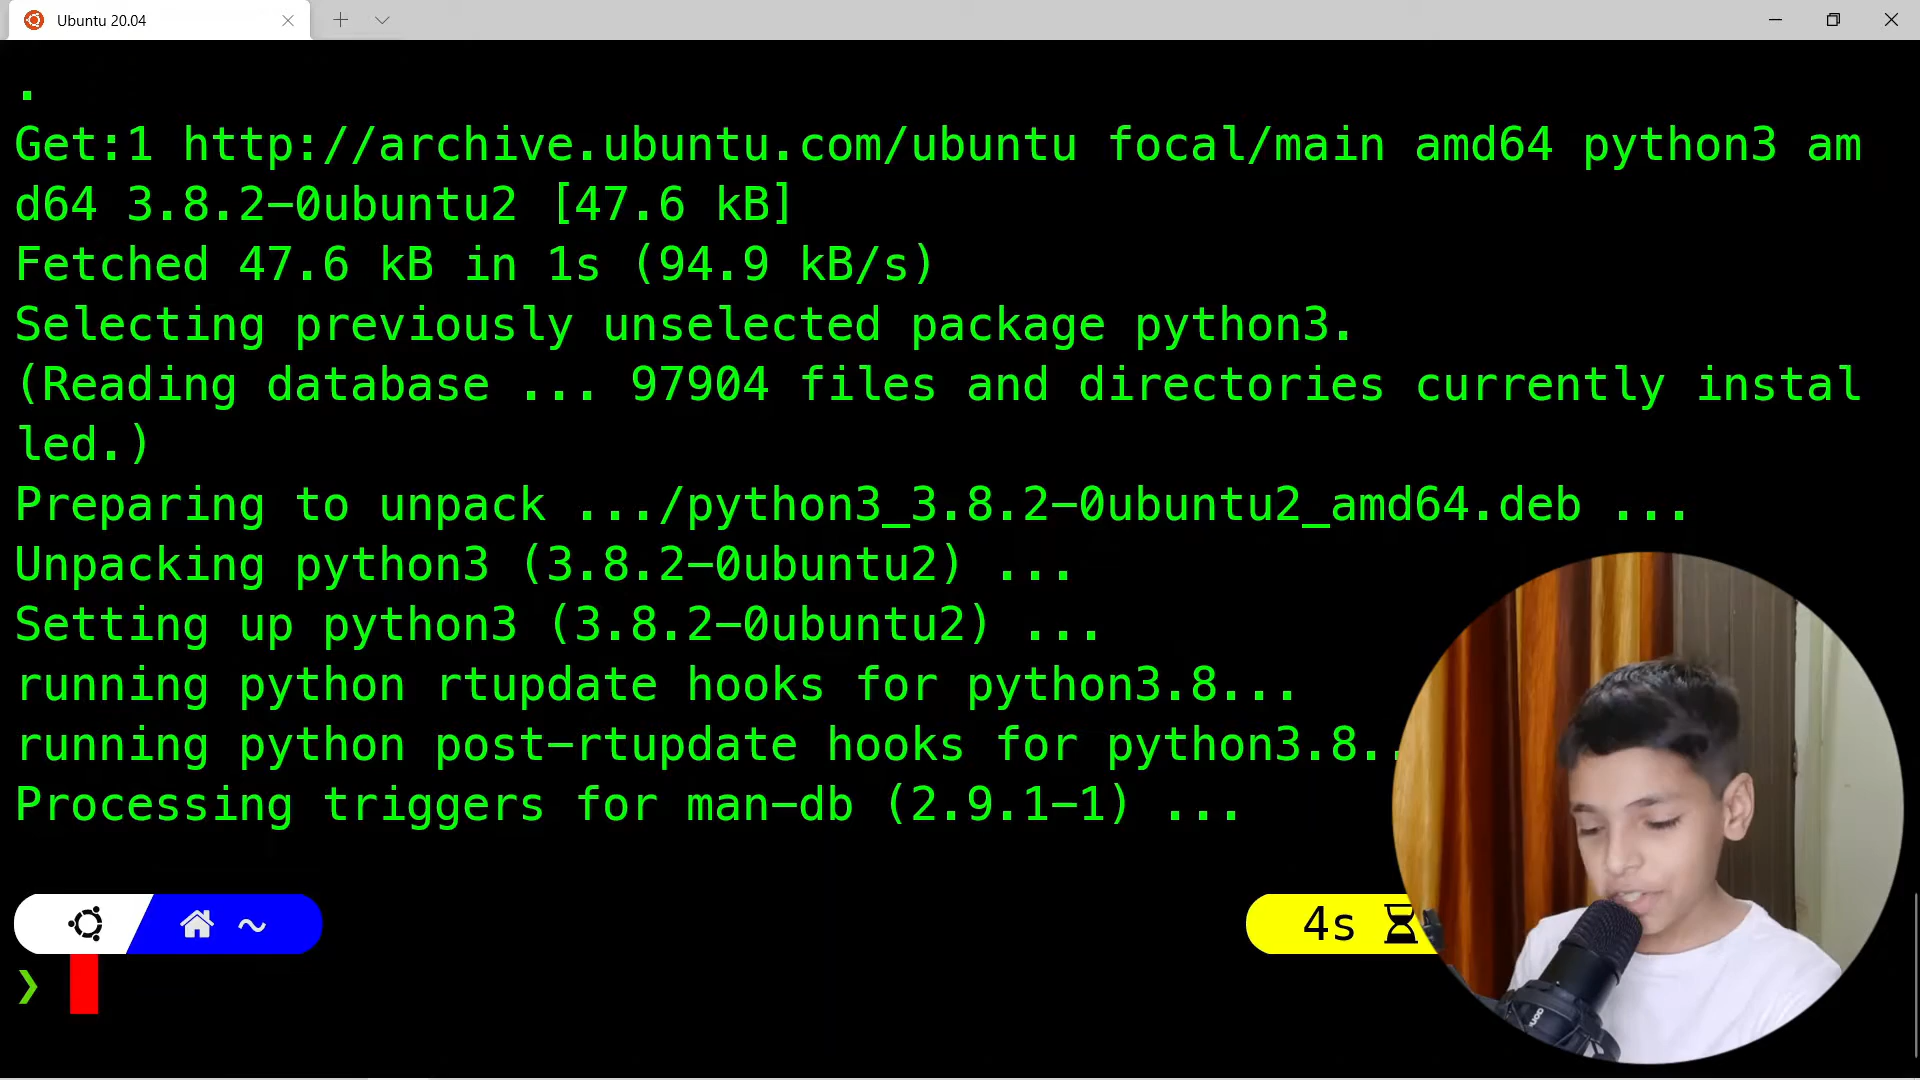 Ubuntu 20.04
.
Get:1 http://archive.ubuntu.com/ubuntu focal/main amd64 python3 am
d64 3.8.2-0ubuntu2 [47.6 kB]
Fetched 47.6 kB in 1s (94.9 kB/s)
Selecting previously unselected package python3.
(Reading database ... 97904 files and directories currently instal
led.)
Preparing to unpack .../python3_3.8.2-0ubuntu2_amd64.deb ...
Unpacking python3 (3.8.2-0ubuntu2) ...
Setting up python3 (3.8.2-0ubuntu2) ...
running python rtupdate hooks for python3.8...
running python post-rtupdate hooks for python3.8..
Processing triggers for man-db (2.9.1-1) ...
~ 4s
❯